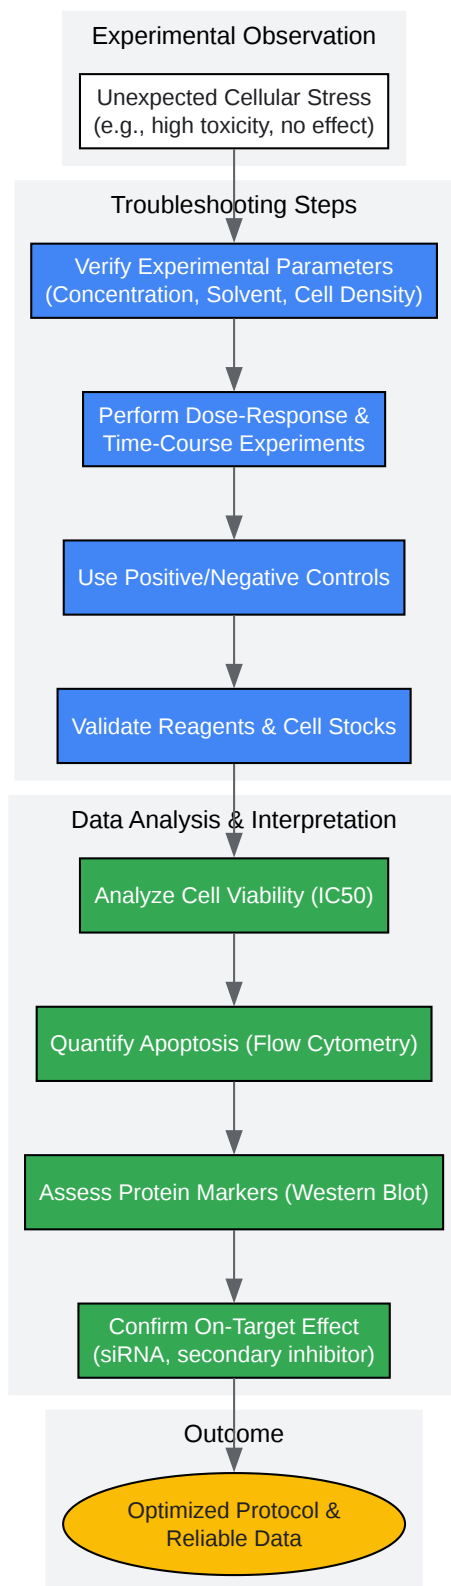 Experimental Observation
Unexpected Cellular Stress
(e.g., high toxicity, no effect)
Troubleshooting Steps
Verify Experimental Parameters
(Concentration, Solvent, Cell Density)
Perform Dose-Response &
Time-Course Experiments
Use Positive/Negative Controls
Validate Reagents & Cell Stocks
Data Analysis & Interpretation
Analyze Cell Viability (IC50)
Quantify Apoptosis (Flow Cytometry)
Assess Protein Markers (Western Blot)
Confirm On-Target Effect
(siRNA, secondary inhibitor)
Outcome
Optimized Protocol &
Reliable Data